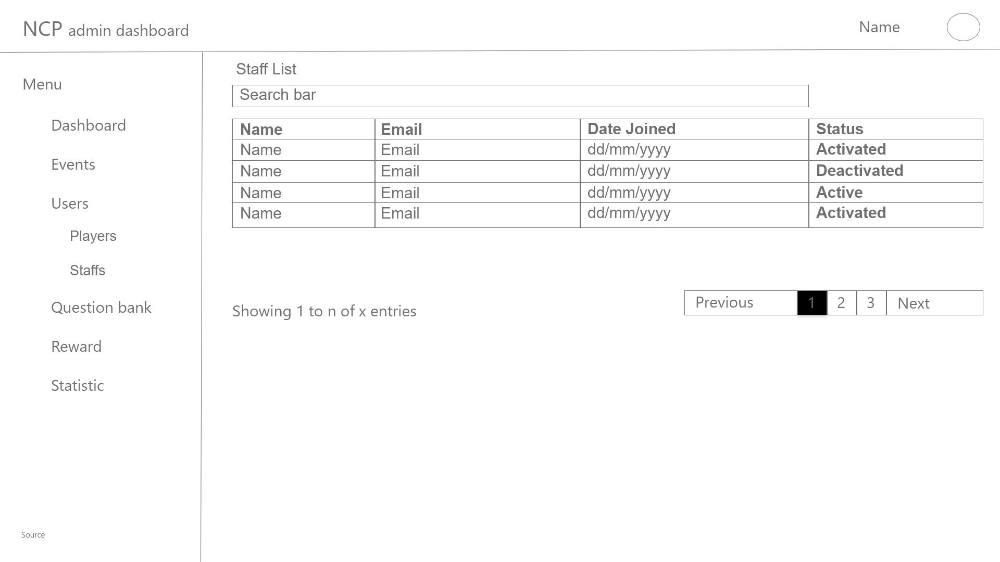 NCP admin dashboard
Name
Menu
Dashboard
Events
Users
Players
Staffs
Question bank
Reward
Statistic
Source
Staff List
Search bar
Name Email Date Joined Status
Name Email dd/mm/yyyy Activated
Name Email dd/mm/yyyy Deactivated
Name Email dd/mm/yyyy Active
Name Email dd/mm/yyyy Activated
Showing 1 to n of x entries
Previous 1 2 3 Next